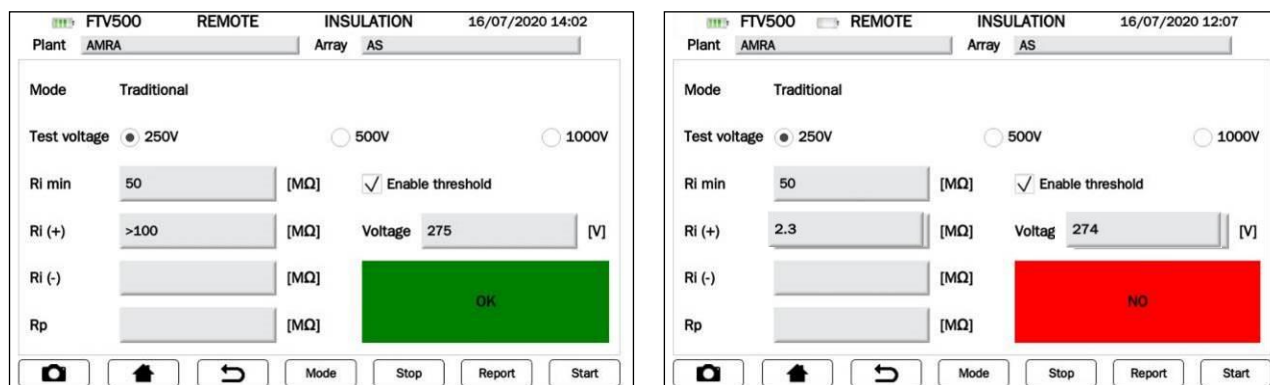 FTV500 REMOTE INSULATION 16/07/2020 14:02
Plant AMRA Array AS
Mode Traditional
Test voltage 250V 500V 1000V
Ri min 50 [MΩ] Enable threshold
Ri (+) >100 [MΩ] Voltage 275 [V]
Ri (-) [MΩ]
OK
Rp [MΩ]
Mode Stop Report Start
FTV500 REMOTE INSULATION 16/07/2020 12:07
Plant AMRA Array AS
Mode Traditional
Test voltage 250V 500V 1000V
Ri min 50 [MΩ] Enable threshold
Ri (+) 2.3 [MΩ] Voltag 274 [V]
Ri (-) [MΩ]
NO
Rp [MΩ]
Mode Stop Report Start